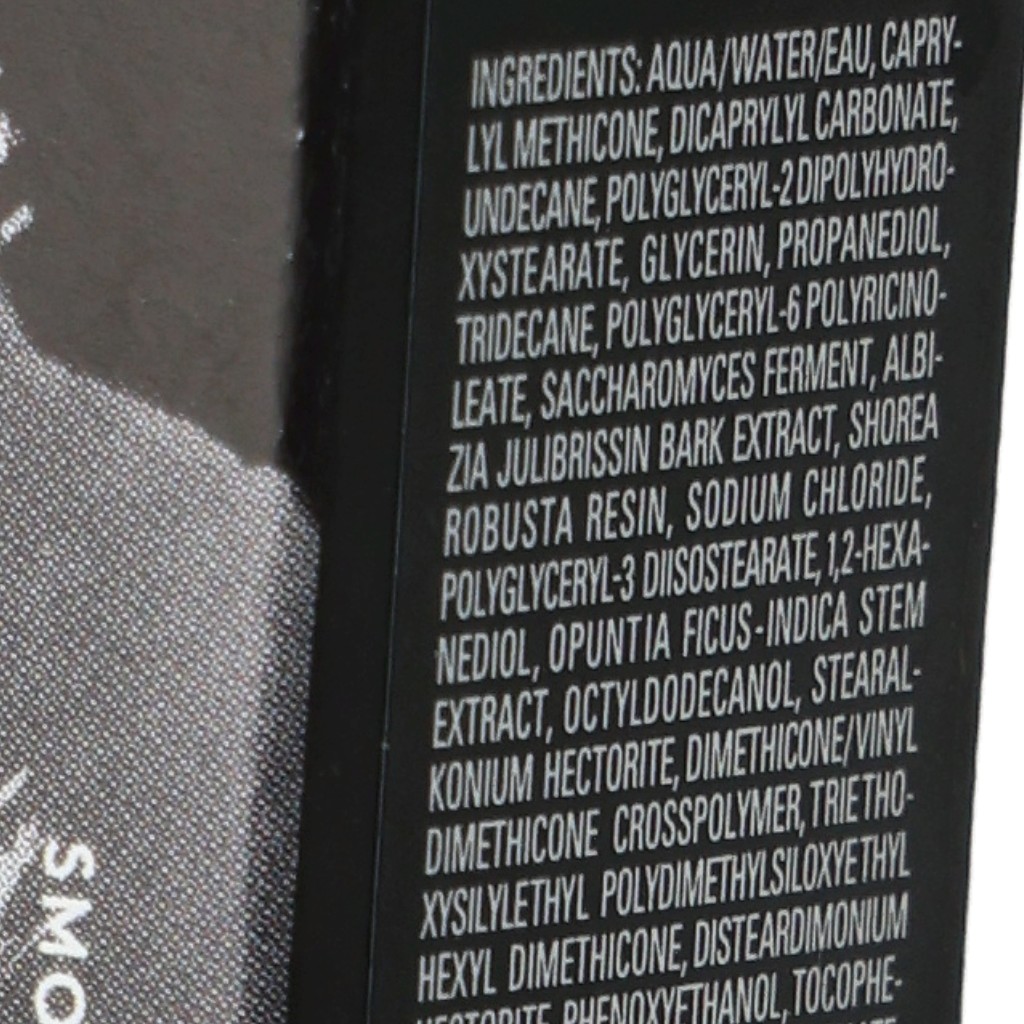 INGREDIENTS: AQUA/WATER/EAU, CAPRY-
LYL METHICONE, DICAPRYLYL CARBONATE,
UNDECANE, POLYGLYCERYL-2 DIPOLYHYDRO-
XYSTEARATE, GLYCERIN, PROPANEDIOL,
TRIDECANE, POLYGLYCERYL-6 POLYRICINO-
LEATE, SACCHAROMYCES FERMENT, ALBI-
ZIA JULIBRISSIN BARK EXTRACT, SHOREA
ROBUSTA RESIN, SODIUM CHLORIDE,
POLYGLYCERYL-3 DIISOSTEARATE, 1,2-HEXA-
NEDIOL, OPUNTIA FICUS-INDICA STEM
EXTRACT, OCTYLDODECANOL, STEARAL-
KONIUM HECTORITE, DIMETHICONE/VINYL
DIMETHICONE CROSSPOLYMER, TRIETHO-
XYSILYLETHYL POLYDIMETHYLSILOXYETHYL
HEXYL DIMETHICONE, DISTEARDIMONIUM
HECTORITE, PHENOXYETHANOL, TOCOPHE-
SMO